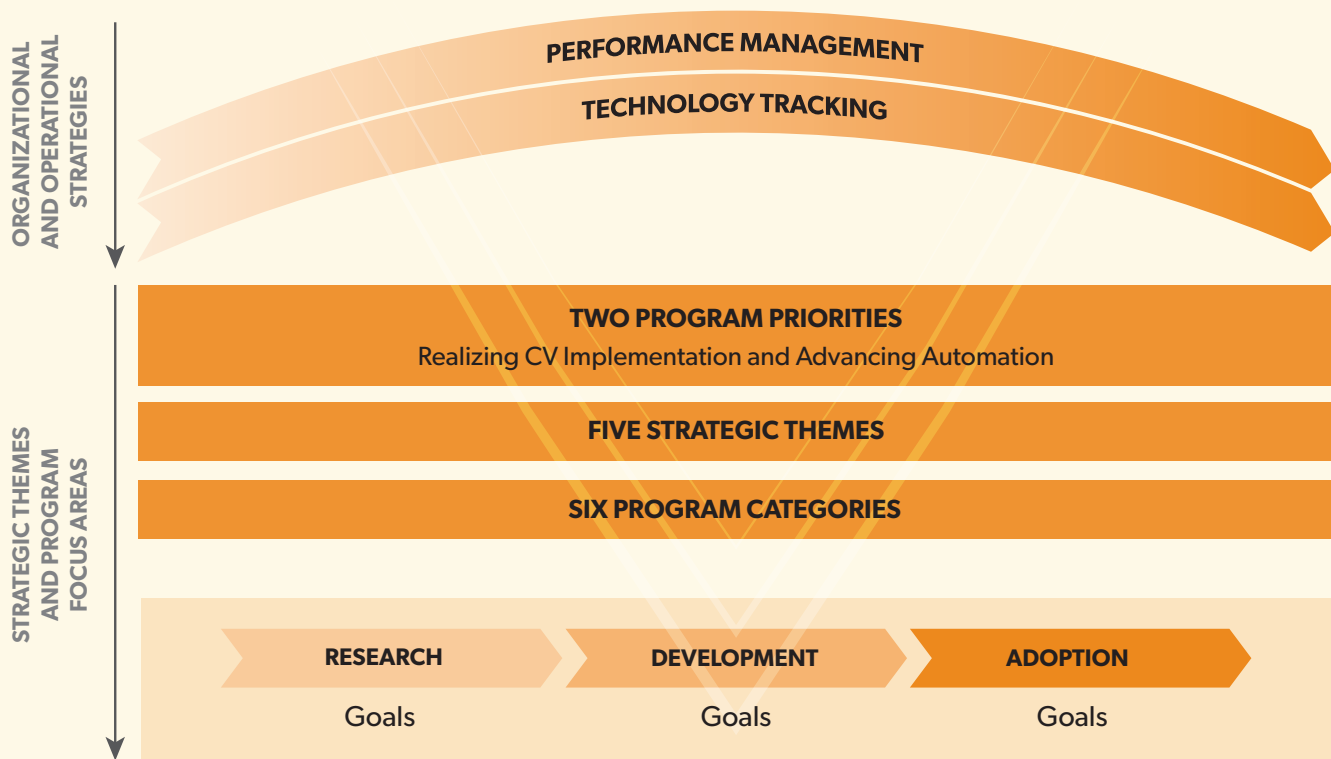 ORGANIZATIONAL
AND OPERATIONAL
STRATEGIES
PERFORMANCE MANAGEMENT
TECHNOLOGY TRACKING
STRATEGIC THEMES
AND PROGRAM
FOCUS AREAS
TWO PROGRAM PRIORITIES
Realizing CV Implementation and Advancing Automation
FIVE STRATEGIC THEMES
SIX PROGRAM CATEGORIES
RESEARCH
DEVELOPMENT
ADOPTION
Goals
Goals
Goals